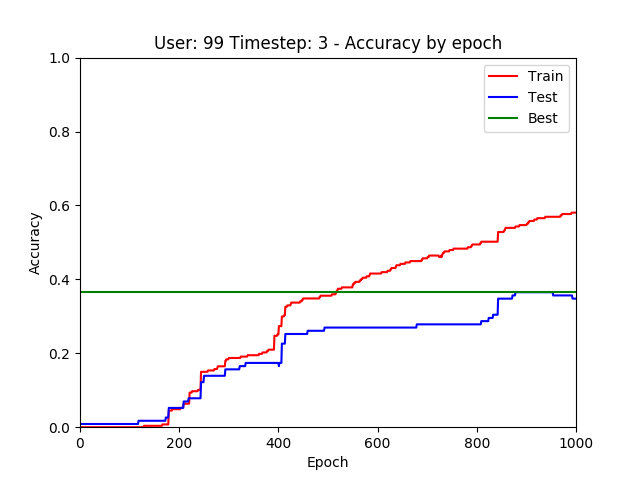 User: 99 Timestep: 3 - Accuracy by epoch
Train
Test
Best
1.0
0.8
0.6
0.4
0.2
0.0
Accuracy
0 200 400 600 800 1000
Epoch